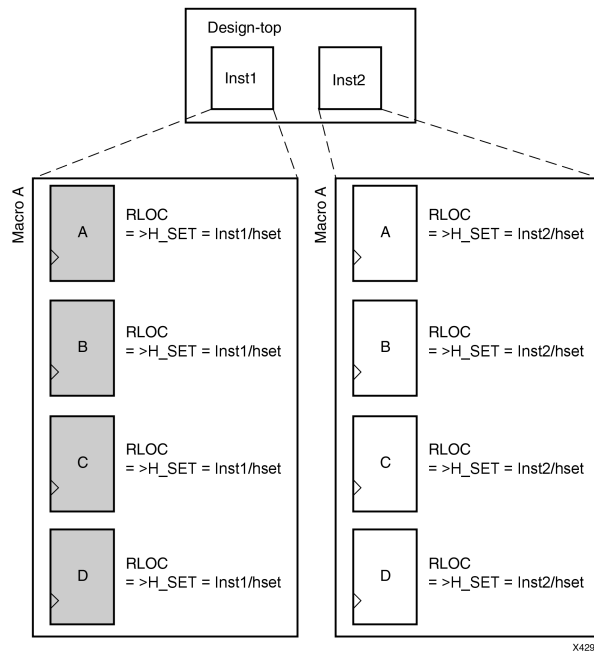 Design-top
Inst1
Inst2
Macro A
A
RLOC
= >H_SET = Inst1/hset
B
RLOC
= >H_SET = Inst1/hset
C
RLOC
= >H_SET = Inst1/hset
D
RLOC
= >H_SET = Inst1/hset
Macro A
A
RLOC
= >H_SET = Inst2/hset
B
RLOC
= >H_SET = Inst2/hset
C
RLOC
= >H_SET = Inst2/hset
D
RLOC
= >H_SET = Inst2/hset
X429